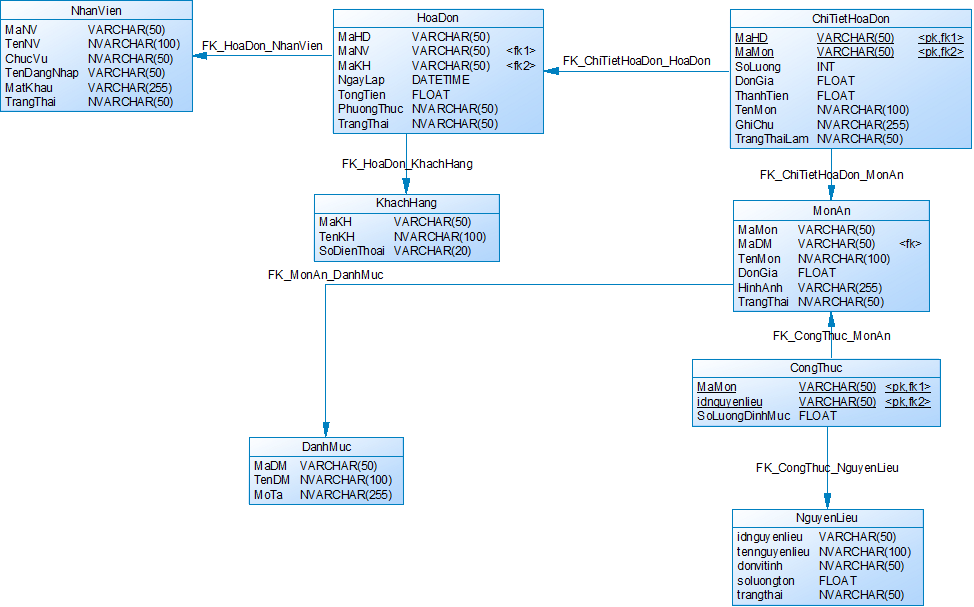 NhanVien
MaNV VARCHAR(50)
TenNV NVARCHAR(100)
ChucVu NVARCHAR(50)
TenDangNhap VARCHAR(50)
MatKhau VARCHAR(255)
TrangThai NVARCHAR(50)
FK_HoaDon_NhanVien
HoaDon
MaHD VARCHAR(50)
MaNV VARCHAR(50) <fk1>
MaKH VARCHAR(50) <fk2>
NgayLap DATETIME
TongTien FLOAT
PhuongThuc NVARCHAR(50)
TrangThai NVARCHAR(50)
FK_ChiTietHoaDon_HoaDon
ChiTietHoaDon
MaHD VARCHAR(50) <pk,fk1>
MaMon VARCHAR(50) <pk,fk2>
SoLuong INT
DonGia FLOAT
ThanhTien FLOAT
TenMon NVARCHAR(100)
GhiChu NVARCHAR(255)
TrangThaiLam NVARCHAR(50)
FK_HoaDon_KhachHang
FK_ChiTietHoaDon_MonAn
KhachHang
MaKH VARCHAR(50)
TenKH NVARCHAR(100)
SoDienThoai VARCHAR(20)
MonAn
MaMon VARCHAR(50)
MaDM VARCHAR(50) <fk>
TenMon NVARCHAR(100)
DonGia FLOAT
HinhAnh VARCHAR(255)
TrangThai NVARCHAR(50)
FK_MonAn_DanhMuc
FK_CongThuc_MonAn
CongThuc
MaMon VARCHAR(50) <pk,fk1>
idnguyenlieu VARCHAR(50) <pk,fk2>
SoLuongDinhMuc FLOAT
DanhMuc
MaDM VARCHAR(50)
TenDM NVARCHAR(100)
MoTa NVARCHAR(255)
FK_CongThuc_NguyenLieu
NguyenLieu
idnguyenlieu VARCHAR(50)
tennguyenlieu NVARCHAR(100)
donvitinh NVARCHAR(50)
soluongton FLOAT
trangthai NVARCHAR(50)